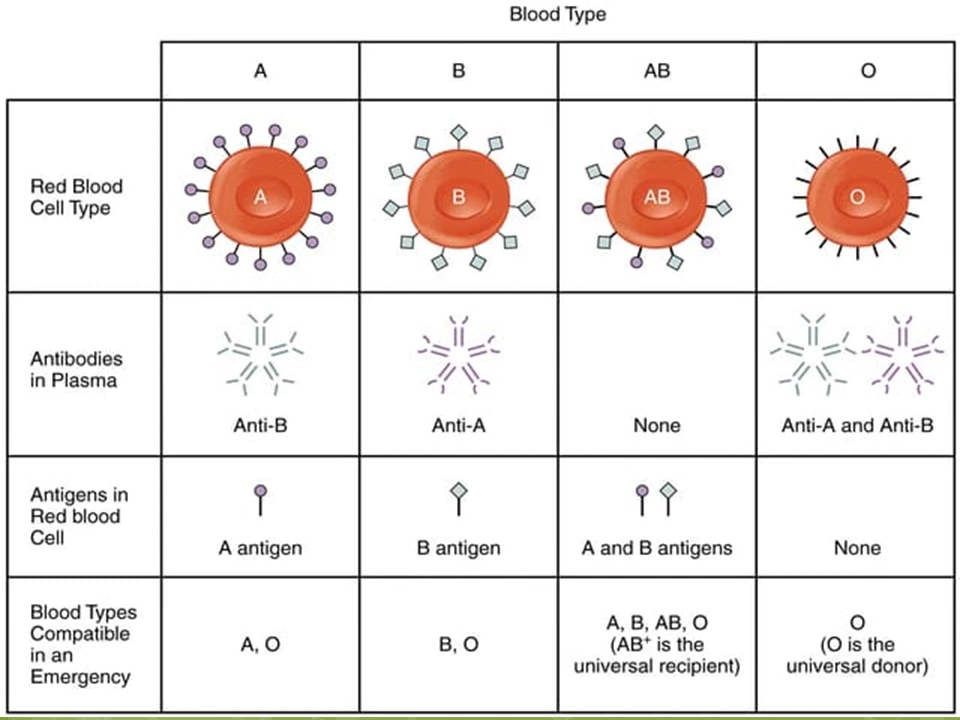 Blood Type
A B AB O
Red Blood
Cell Type
A B AB O
Antibodies
in Plasma
Anti-B Anti-A None Anti-A and Anti-B
Antigens in
Red blood
Cell
A antigen B antigen A and B antigens None
Blood Types
Compatible
in an
Emergency
A, O
B, O
A, B, AB, O
(AB⁺ is the
universal recipient)
O
(O is the
universal donor)